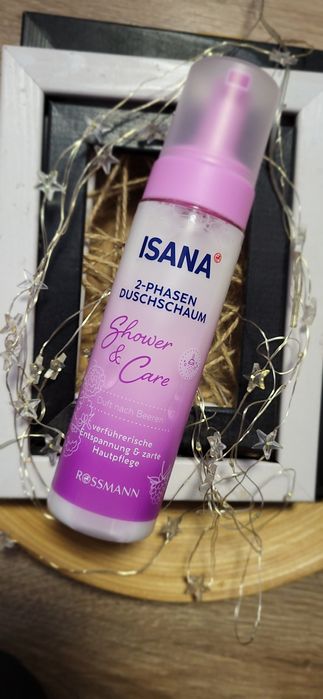 ISANA
2-PHASEN
DUSCHSCHAUM
Shower
& Care
Duft nach Beeren
verführerische
Entspannung & zarte
Hautpflege
ROSSMANN